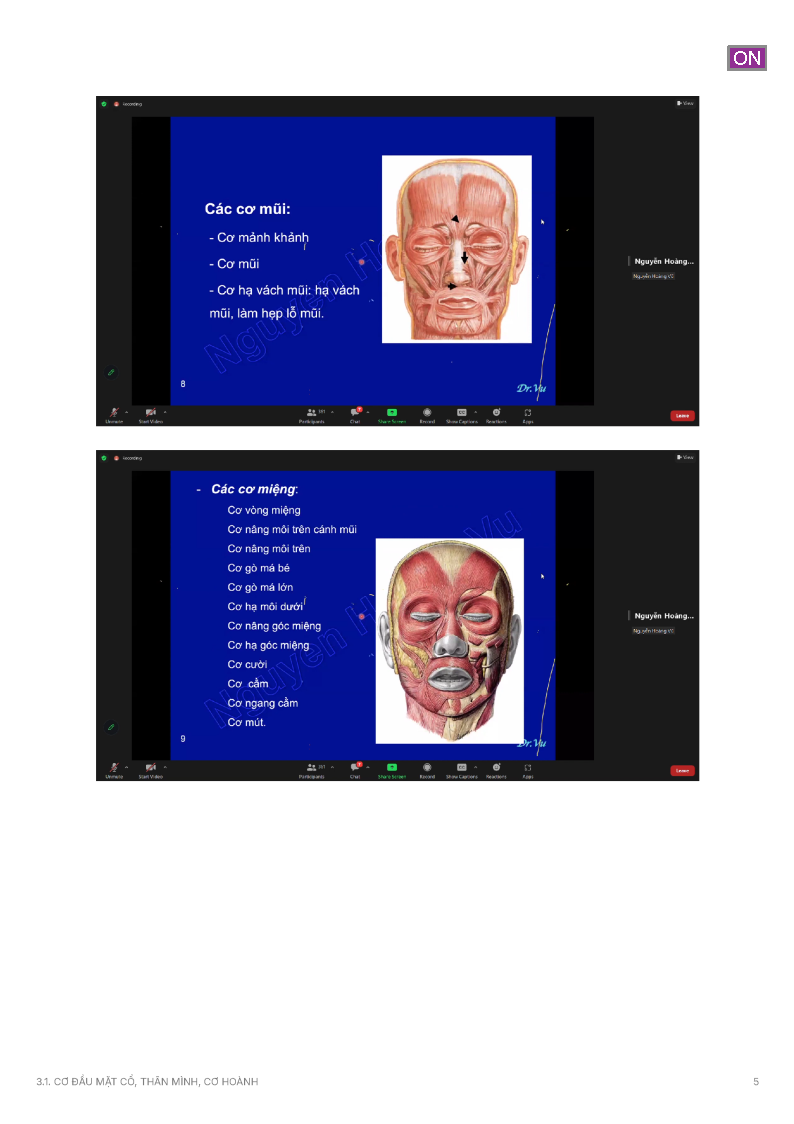 ON
Recording
View
Các cơ mũi:
- Cơ mảnh khảnh
- Cơ mũi
- Cơ hạ vách mũi: hạ vách
mũi, làm hẹp lỗ mũi.
Nguyen H
8
Dr.Vu
Nguyễn Hoàng...
Nguyễn Hoàng Vũ
Unmute
Start Video
Participants
Chat
Share Screen
Record
Show Captions
Reactions
Apps
Leave
Recording
View
- Các cơ miệng:
Cơ vòng miệng
Cơ nâng môi trên cánh mũi
Cơ nâng môi trên
Cơ gò má bé
Cơ gò má lớn
Cơ hạ môi dưới
Cơ nâng góc miệng
Cơ hạ góc miệng
Cơ cười
Cơ cằm
Cơ ngang cằm
Cơ mút.
Nguyen H Vu
9
Dr.Vu
Nguyễn Hoàng...
Nguyễn Hoàng Vũ
Unmute
Start Video
Participants
Chat
Share Screen
Record
Show Captions
Reactions
Apps
Leave
3.1. CƠ ĐẦU MẶT CỔ, THÂN MÌNH, CƠ HOÀNH 5